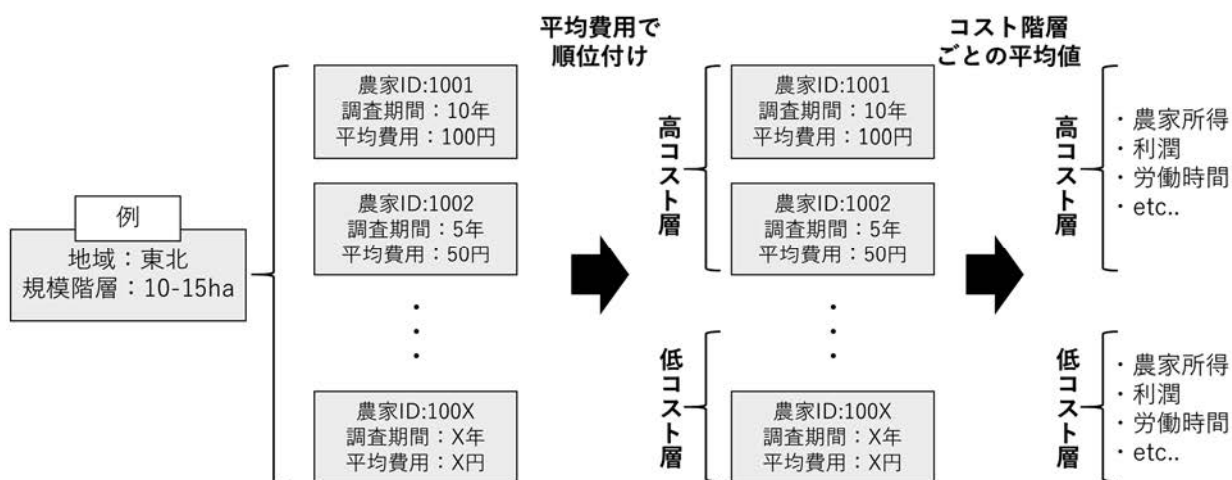 平均費用で
順位付け
コスト階層
ごとの平均値
例
地域：東北
規模階層：10-15ha
農家ID:1001
調査期間：10年
平均費用：100円
農家ID:1002
調査期間：5年
平均費用：50円
・
・
・
農家ID:100X
調査期間：X年
平均費用：X円
高コスト層
農家ID:1001
調査期間：10年
平均費用：100円
農家ID:1002
調査期間：5年
平均費用：50円
・
・
・
低コスト層
農家ID:100X
調査期間：X年
平均費用：X円
高コスト層
・農家所得
・利潤
・労働時間
・etc..
低コスト層
・農家所得
・利潤
・労働時間
・etc..